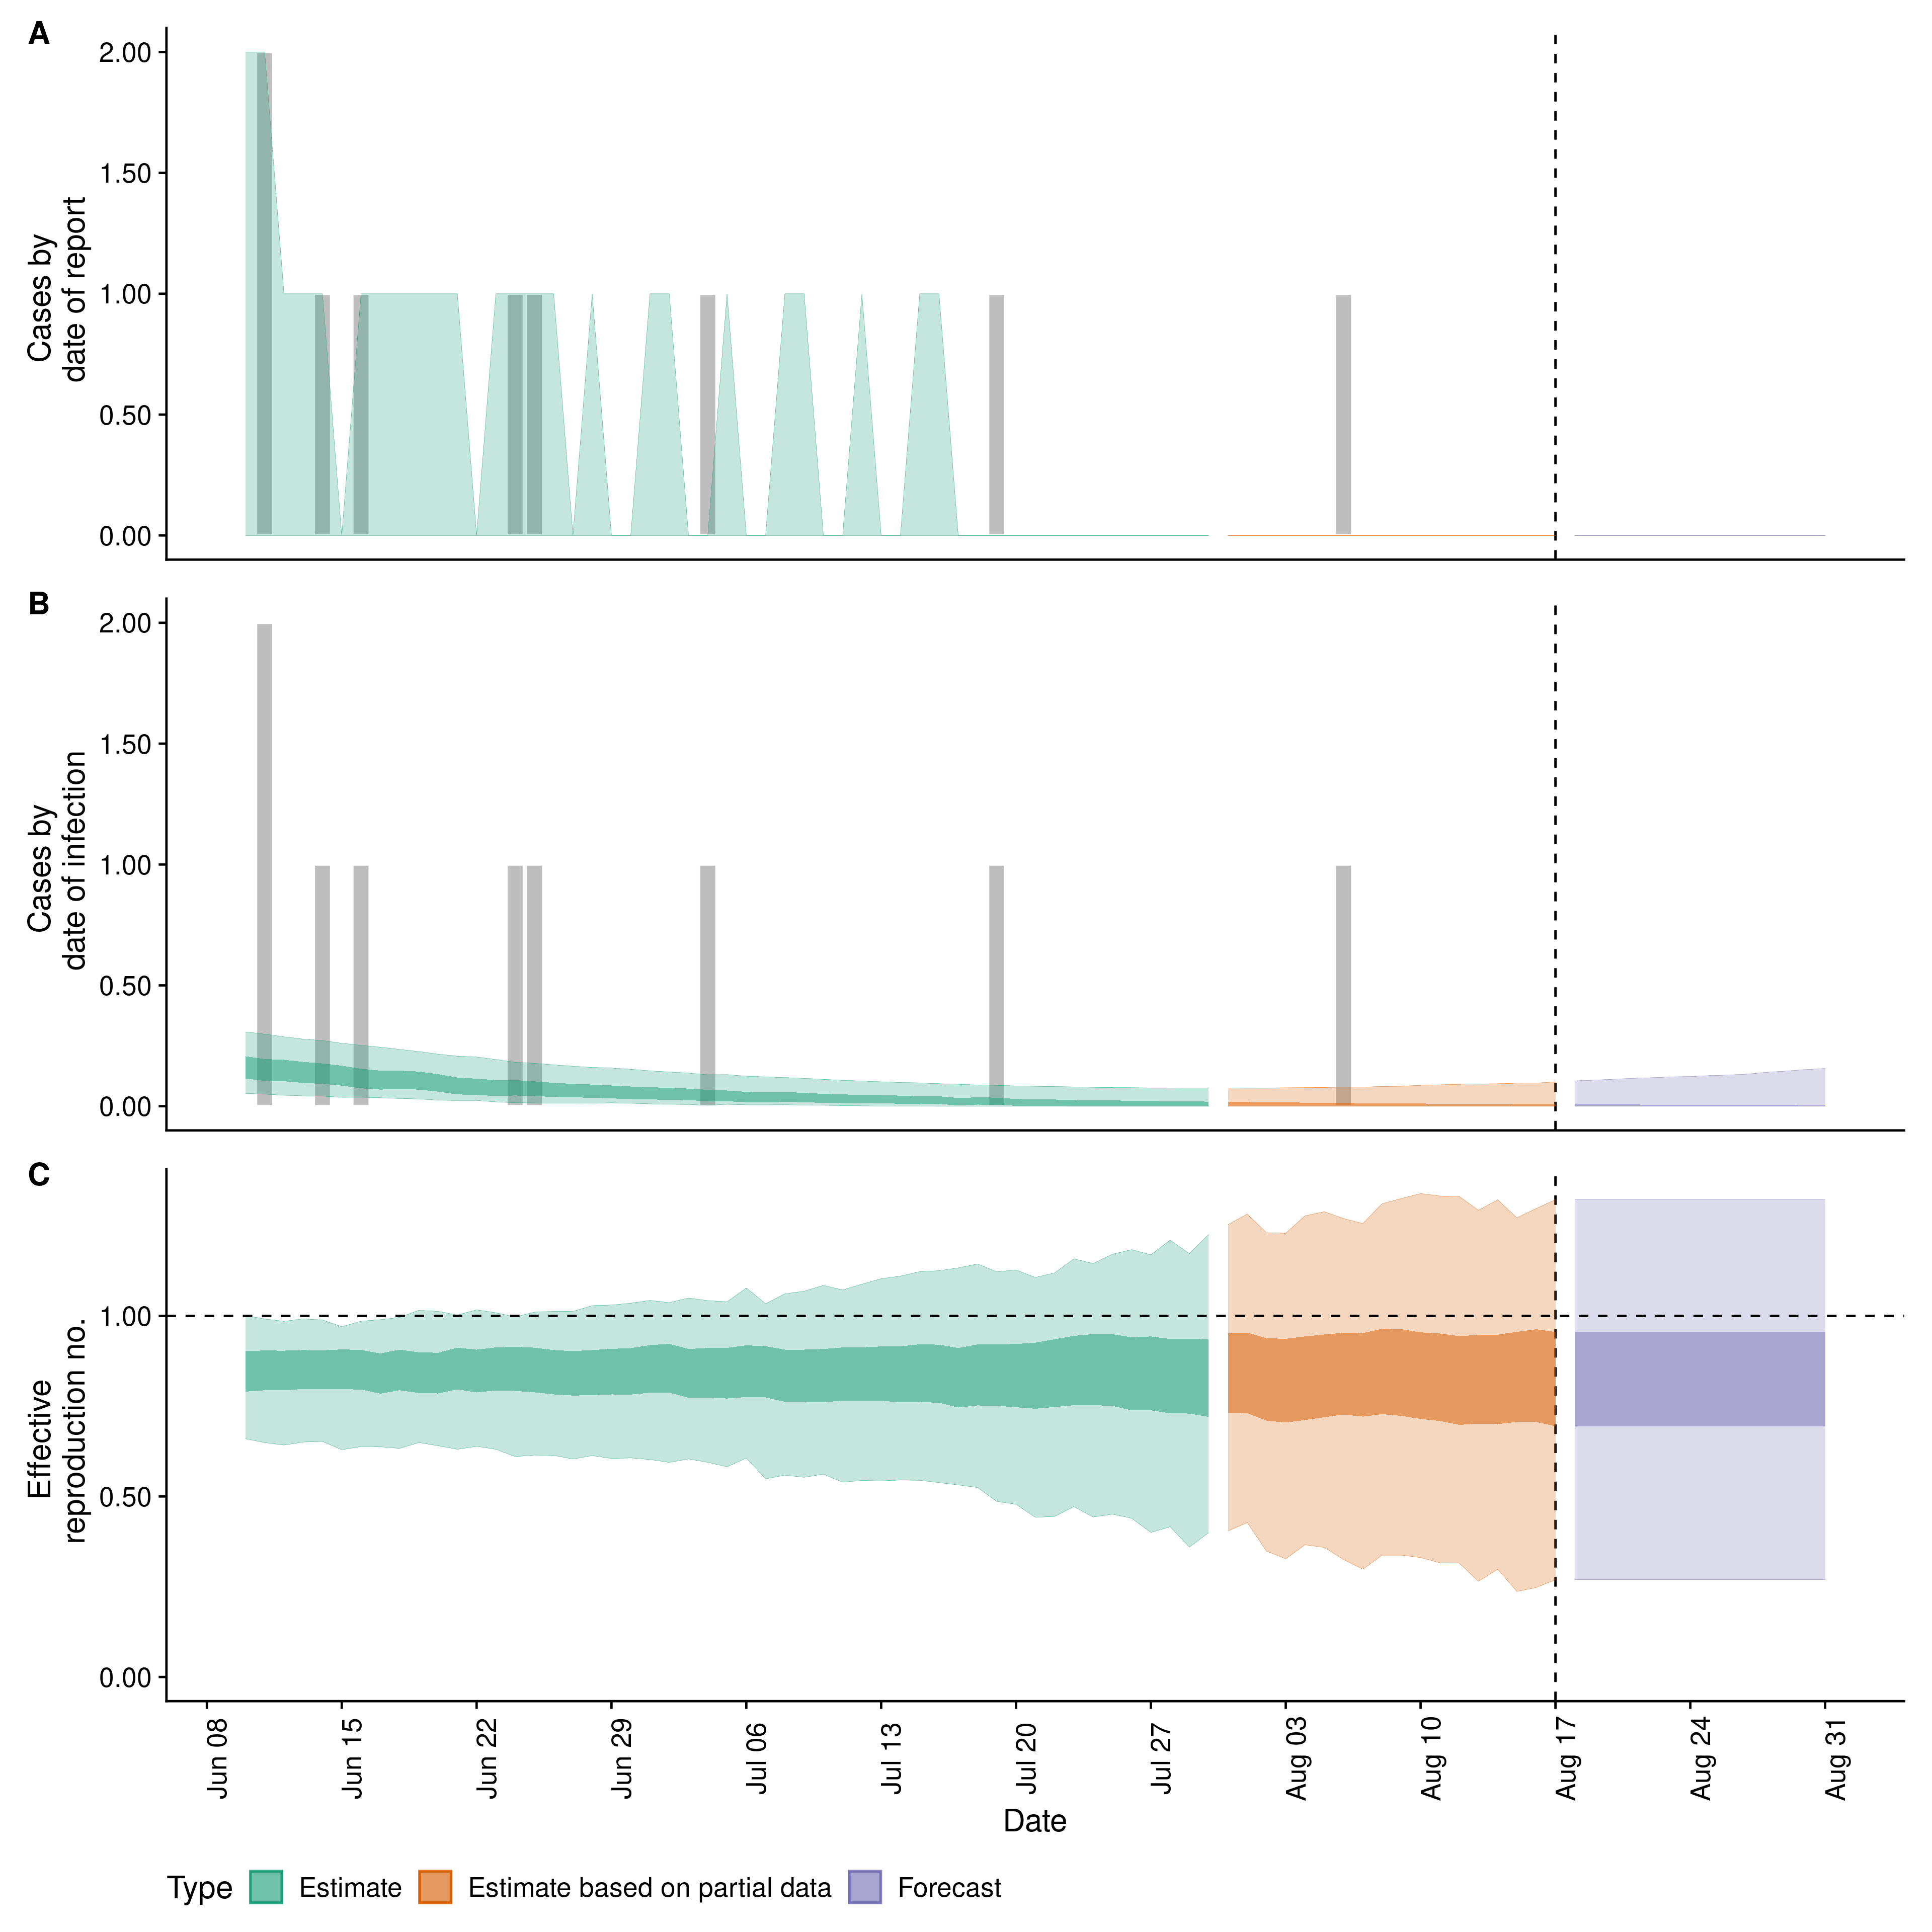 A
2.00
1.50
1.00
0.50
0.00
Cases by
date of report
B
2.00
1.50
1.00
0.50
0.00
Cases by
date of infection
C
1.00
0.50
0.00
Effective
reproduction no.
Jun 08
Jun 15
Jun 22
Jun 29
Jul 06
Jul 13
Jul 20
Jul 27
Aug 03
Aug 10
Aug 17
Aug 24
Aug 31
Date
Type
Estimate
Estimate based on partial data
Forecast